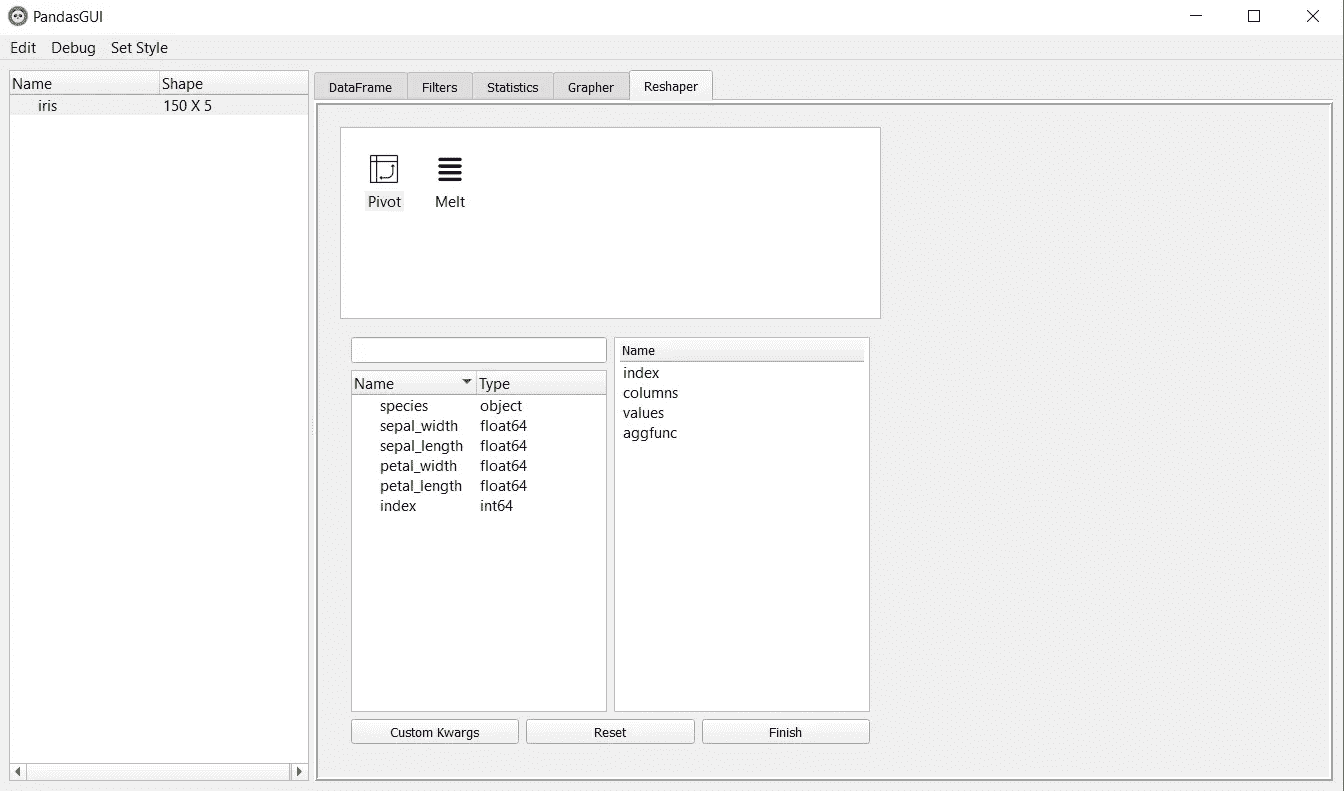 PandasGUI
Edit Debug Set Style
Name Shape
iris 150 X 5
DataFrame Filters Statistics Grapher Reshaper
Pivot Melt
Name Type
species object
sepal_width float64
sepal_length float64
petal_width float64
petal_length float64
index int64
Name
index
columns
values
aggfunc
Custom Kwargs Reset Finish